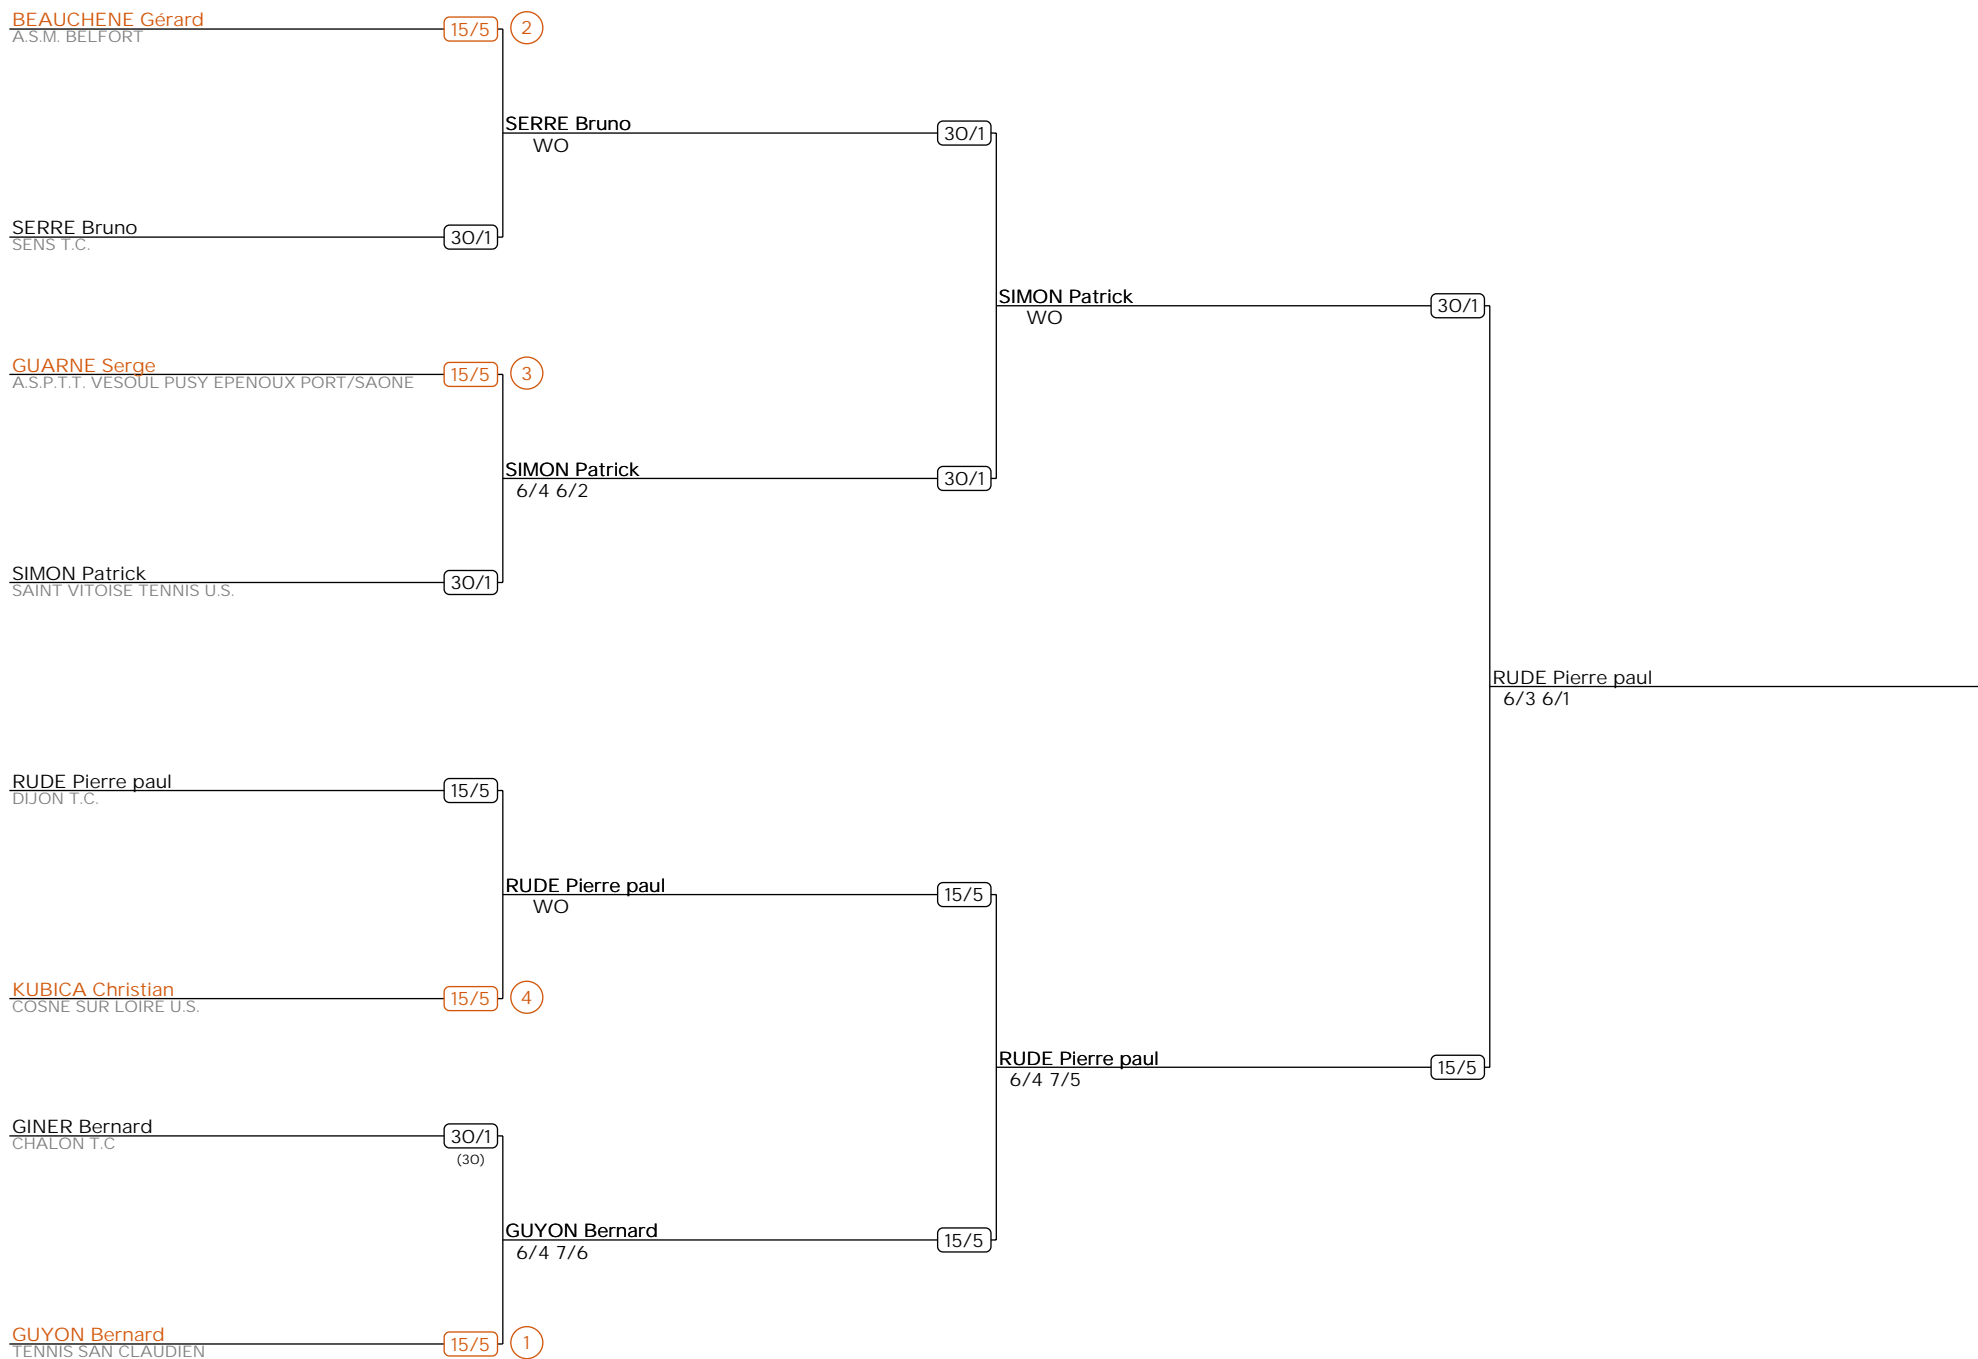 BEAUCHENE Gérard 15/5 2
A.S.M. BELFORT
SERRE Bruno 30/1
WO
SERRE Bruno 30/1
SENS T.C.
SIMON Patrick 30/1
WO
GUARNE Serge 15/5 3
A.S.P.T.T. VESOUL PUSY EPENOUX PORT/SAONE
SIMON Patrick 30/1
6/4 6/2
SIMON Patrick 30/1
SAINT VITOISE TENNIS U.S.
RUDE Pierre paul
6/3 6/1
RUDE Pierre paul 15/5
DIJON T.C.
RUDE Pierre paul 15/5
WO
KUBICA Christian 15/5 4
COSNE SUR LOIRE U.S.
RUDE Pierre paul 15/5
6/4 7/5
GINER Bernard 30/1
CHALON T.C
(30)
GUYON Bernard 15/5
6/4 7/6
GUYON Bernard 15/5 1
TENNIS SAN CLAUDIEN